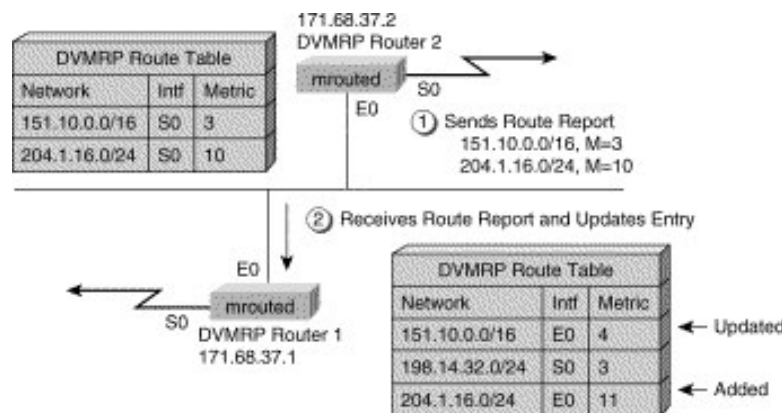 171.68.37.2
DVMRP Router 2
DVMRP Route Table
Network Intf Metric
151.10.0.0/16 S0 3
204.1.16.0/24 S0 10
mrouted
S0
E0
1 Sends Route Report
151.10.0.0/16, M=3
204.1.16.0/24, M=10
2 Receives Route Report and Updates Entry
E0
mrouted
S0
DVMRP Router 1
171.68.37.1
DVMRP Route Table
Network Intf Metric
151.10.0.0/16 E0 4
Updated
198.14.32.0/24 S0 3
204.1.16.0/24 E0 11
Added